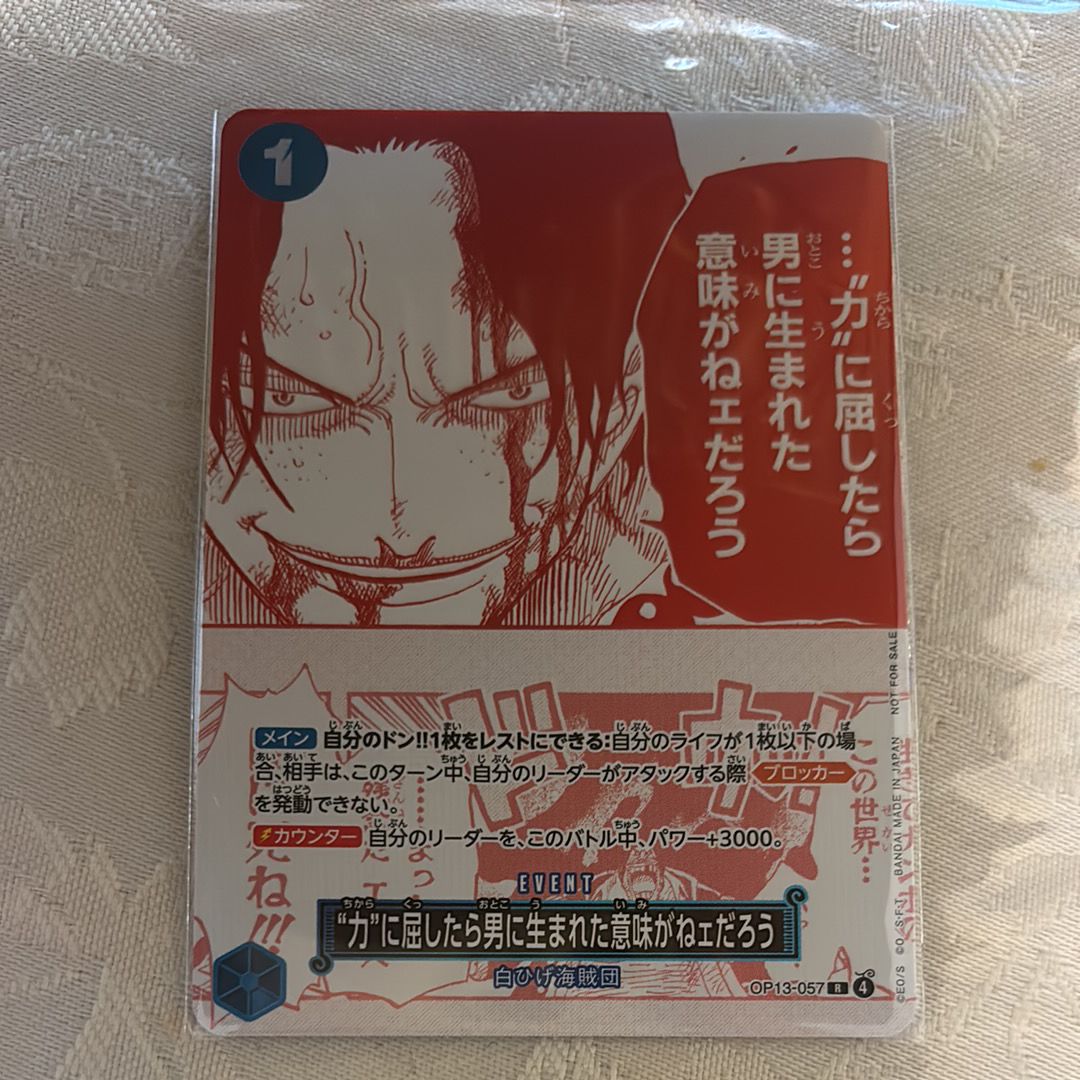 1
…"力"に屈したら
男に生まれた
意味がねェだろう
メイン 自分のドン!!1枚をレストにできる:自分のライフが1枚以下の場
合、相手は、このターン中、自分のリーダーがアタックする際 ブロッカー
を発動できない。
カウンター 自分のリーダーを、このバトル中、パワー+3000。
この世界…
ね!!!
EVENT
"力"に屈したら男に生まれた意味がねェだろう
白ひげ海賊団
OP13-057 R 4
©EO/S ©O/S・F・T BANDAI MADE IN JAPAN NOT FOR SALE